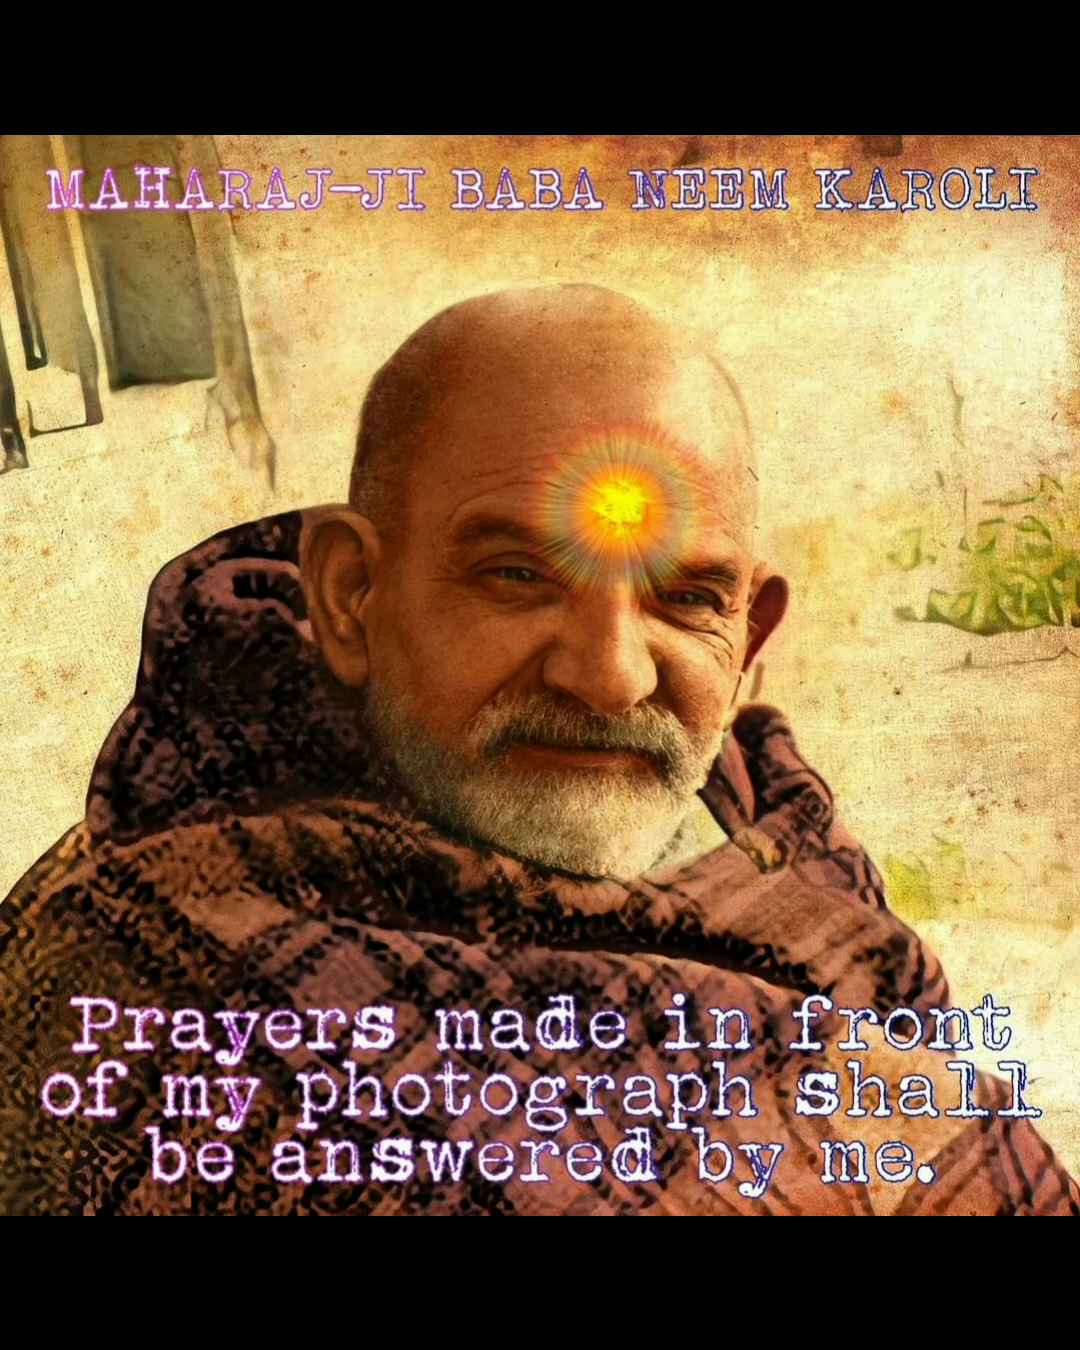 MAHARAJ-JI BABA NEEM KAROLI
Prayers made in front
of my photograph shall
be answered by me.